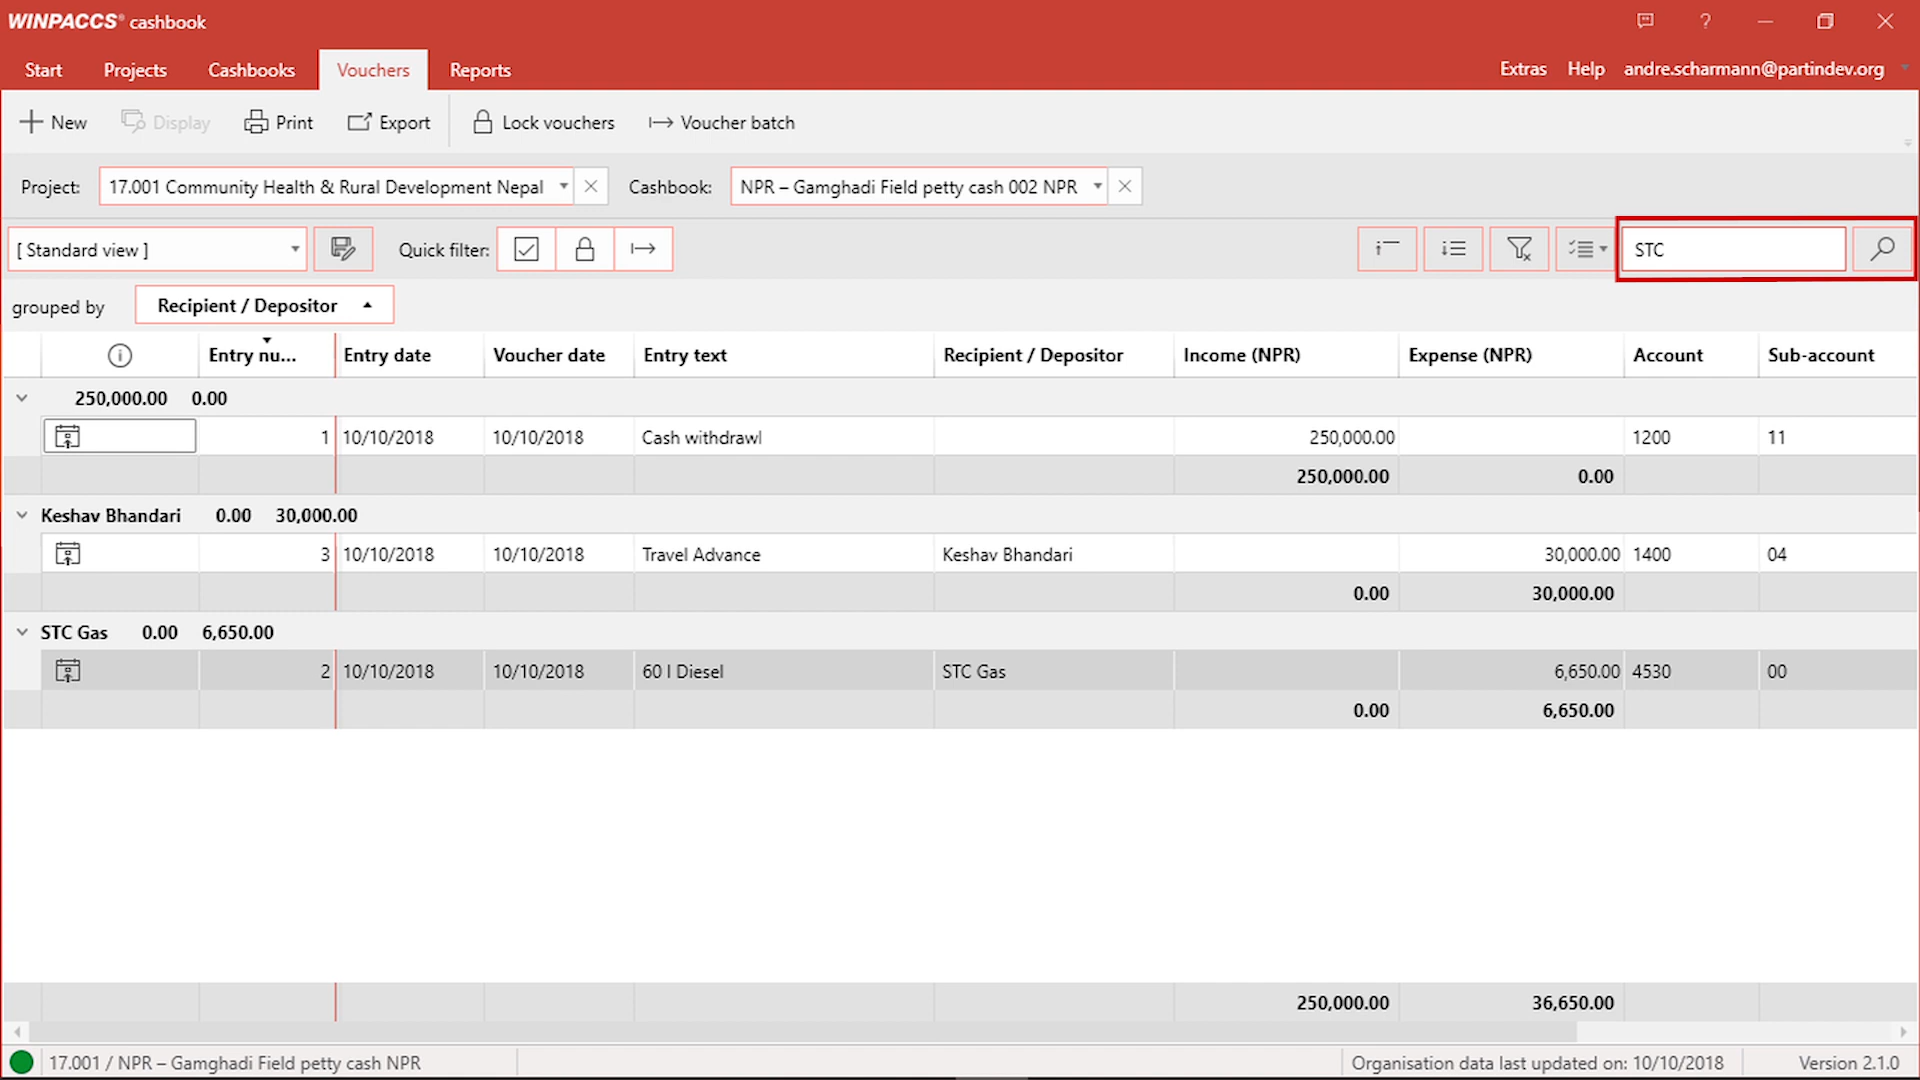 WINPACCS® cashbook
?
Start Projects Cashbooks Vouchers Reports Extras Help andre.scharmann@partindev.org
New Display Print Export Lock vouchers Voucher batch
Project: 17.001 Community Health & Rural Development Nepal Cashbook: NPR – Gamghadi Field petty cash 002 NPR
[ Standard view ] Quick filter: STC
grouped by Recipient / Depositor
Entry nu... Entry date Voucher date Entry text Recipient / Depositor Income (NPR) Expense (NPR) Account Sub-account
250,000.00 0.00
1 10/10/2018 10/10/2018 Cash withdrawl 250,000.00 1200 11
250,000.00 0.00
Keshav Bhandari 0.00 30,000.00
3 10/10/2018 10/10/2018 Travel Advance Keshav Bhandari 30,000.00 1400 04
0.00 30,000.00
STC Gas 0.00 6,650.00
2 10/10/2018 10/10/2018 60 l Diesel STC Gas 6,650.00 4530 00
0.00 6,650.00
250,000.00 36,650.00
17.001 / NPR – Gamghadi Field petty cash NPR Organisation data last updated on: 10/10/2018 Version 2.1.0